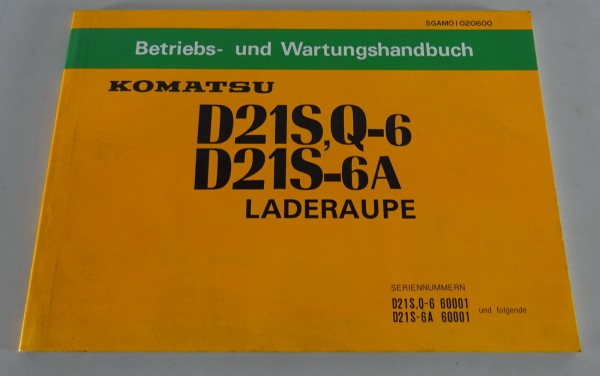 SGAM01020600
Betriebs- und Wartungshandbuch
KOMATSU
D21S,Q-6
D21S-6A
LADERAUPE
SERIENNUMMERN
D21S,Q-6 60001
D21S-6A 60001
und folgende